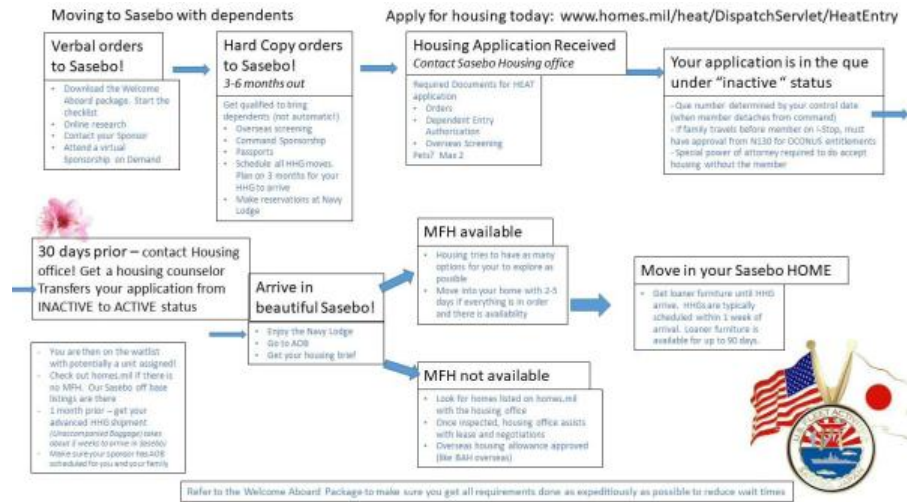 Moving to Sasebo with dependents
Apply for housing today: www.homes.mil/heat/DispatchServlet/HeatEntry
Verbal orders
to Sasebo!
• Download the Welcome
Aboard package. Start the
checklist
• Online research
• Contact your Sponsor
• Attend a virtual
Sponsorship on Demand
Hard Copy orders
to Sasebo!
3-6 months out
Get qualified to bring
dependents (not automatic!)
• Overseas screening
• Command Sponsorship
• Passports
• Schedule all HHG moves.
Plan on 3 months for your
HHG to arrive
• Make reservations at Navy
Lodge
Housing Application Received
Contact Sasebo Housing office
Required Documents for HEAT
application
• Orders
• Dependent Entry
Authorization
• Overseas Screening
Pets? Max 2
Your application is in the que
under “inactive “ status
- Que number determined by your control date
(when member detaches from command)
- If family travels before member on i-Stop, must
have approval from N130 for OCONUS entitlements
- Special power of attorney required to do accept
housing without the member
30 days prior – contact Housing
office! Get a housing counselor
Transfers your application from
INACTIVE to ACTIVE status
- You are then on the waitlist
with potentially a unit assigned!
- Check out homes.mil if there is
no MFH. Our Sasebo off base
listings are there
- 1 month prior – get your
advanced HHG shipment
(Unaccompanied Baggage) takes
about 3 weeks to arrive in Sasebo)
- Make sure your sponsor has AOB
scheduled for you and your family
Arrive in
beautiful Sasebo!
• Enjoy the Navy Lodge
• Go to AOB
• Get your housing brief
MFH available
• Housing tries to have as many
options for your to explore as
possible
• Move into your home with 2-5
days if everything is in order
and there is availability
MFH not available
• Look for homes listed on homes.mil
with the housing office
• Once inspected, housing office assists
with lease and negotiations
• Overseas housing allowance approved
(like BAH overseas)
Move in your Sasebo HOME
• Get loaner furniture until HHG
arrive. HHGs are typically
scheduled within 1 week of
arrival. Loaner furniture is
available for up to 90 days.
Refer to the Welcome Aboard Package to make sure you get all requirements done as expeditiously as possible to reduce wait times